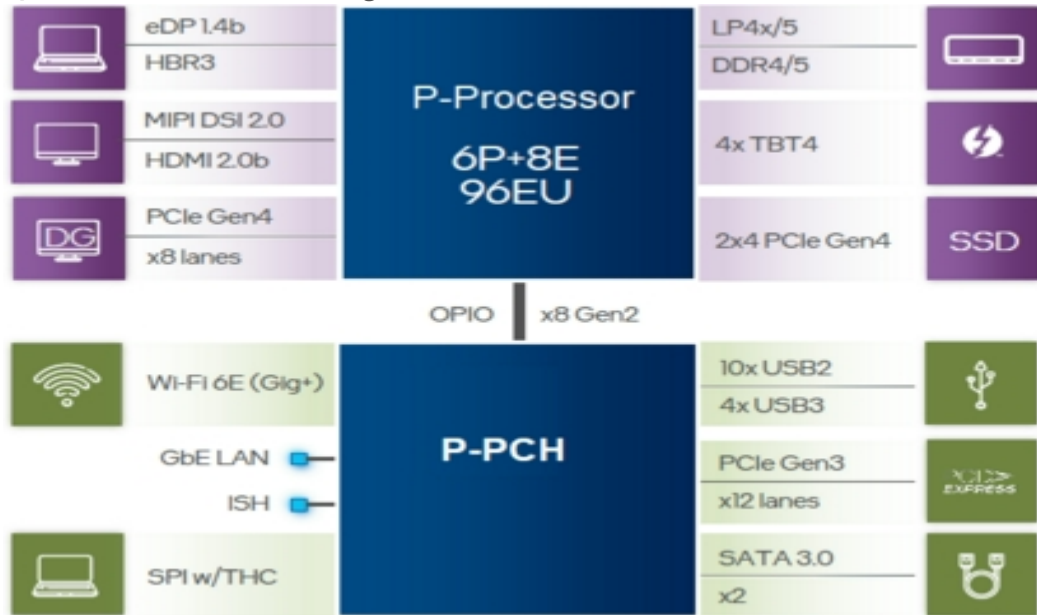 eDP 1.4b
HBR3
MIPI DSI 2.0
HDMI 2.0b
DG
PCIe Gen4
x8 lanes
P-Processor
6P+8E
96EU
LP4x/5
DDR4/5
4x TBT4
2x4 PCIe Gen4
SSD
OPIO
x8 Gen2
Wi-Fi 6E (Gig+)
GbE LAN
ISH
SPI w/THC
P-PCH
10x USB2
4x USB3
PCIe Gen3
x12 lanes
EXPRESS
SATA 3.0
x2